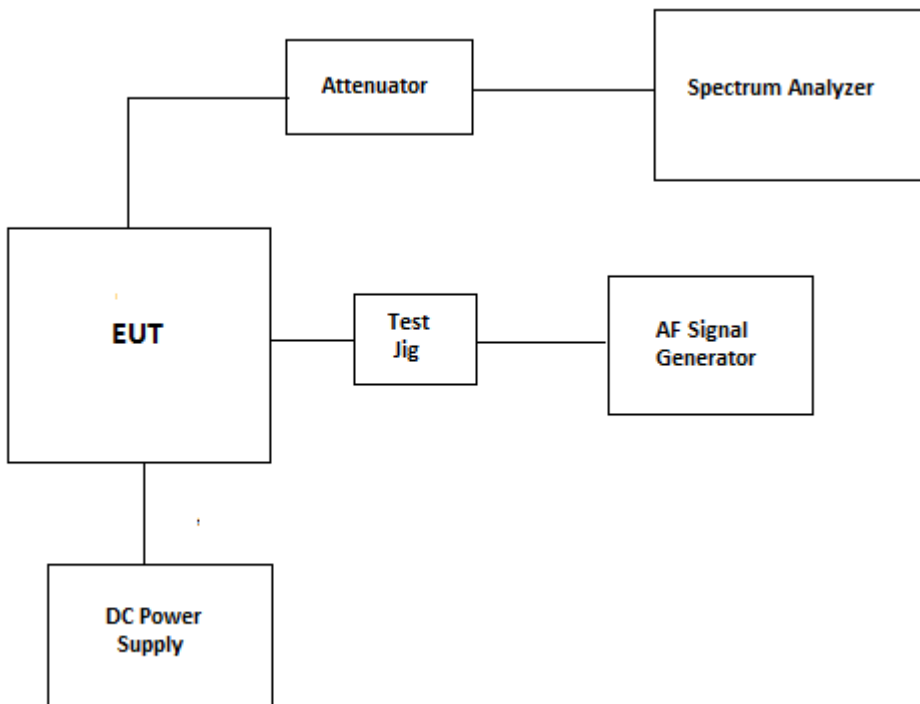 Attenuator
Spectrum Analyzer
EUT
Test
Jig
AF Signal
Generator
DC Power
Supply